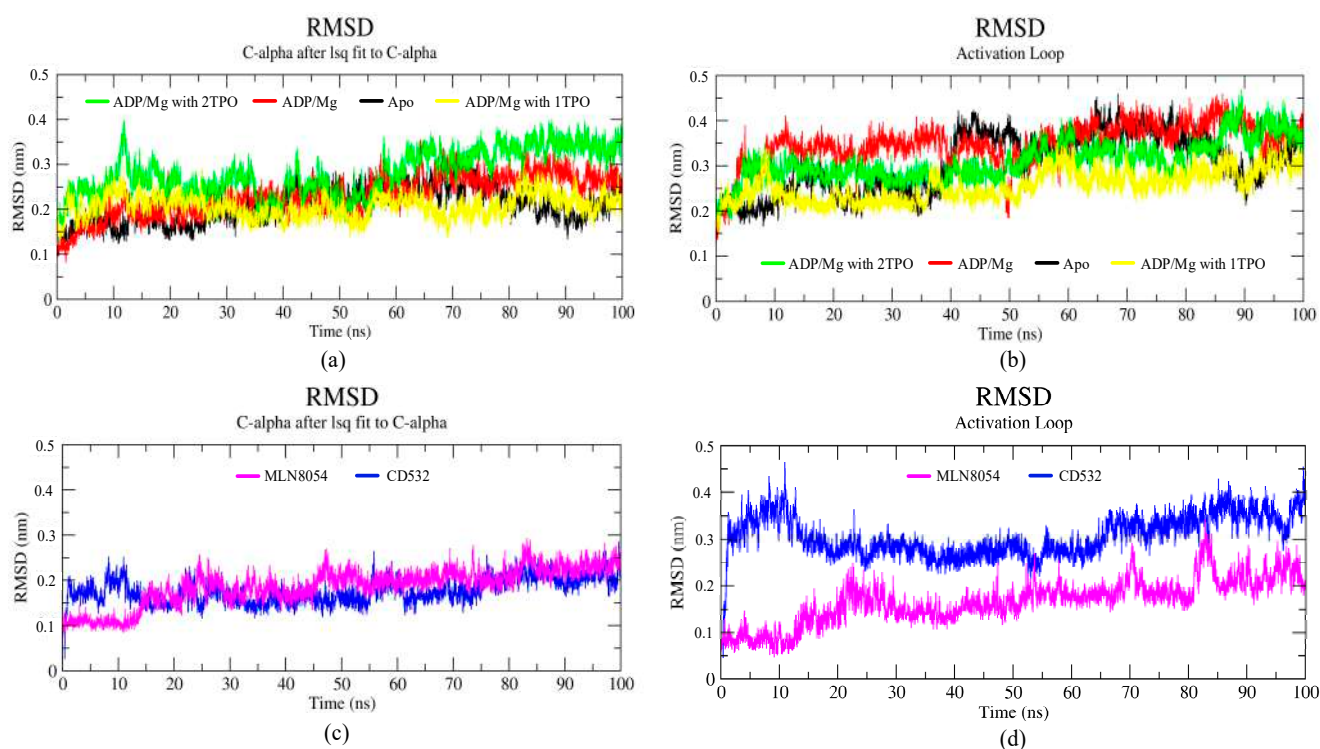 RMSD
C-alpha after lsq fit to C-alpha
0.5
0.4
0.3
0.2
0.1
0
RMSD (nm)
ADP/Mg with 2TPO ADP/Mg Apo ADP/Mg with 1TPO
0 10 20 30 40 50 60 70 80 90 100
Time (ns)
(a)
RMSD
Activation Loop
0.5
0.4
0.3
0.2
0.1
0
RMSD (nm)
ADP/Mg with 2TPO ADP/Mg Apo ADP/Mg with 1TPO
0 10 20 30 40 50 60 70 80 90 100
Time (ns)
(b)
RMSD
C-alpha after lsq fit to C-alpha
0.5
0.4
0.3
0.2
0.1
0
RMSD (nm)
MLN8054 CD532
0 10 20 30 40 50 60 70 80 90 100
Time (ns)
(c)
RMSD
Activation Loop
0.5
0.4
0.3
0.2
0.1
0
RMSD (nm)
MLN8054 CD532
0 10 20 30 40 50 60 70 80 90 100
Time (ns)
(d)